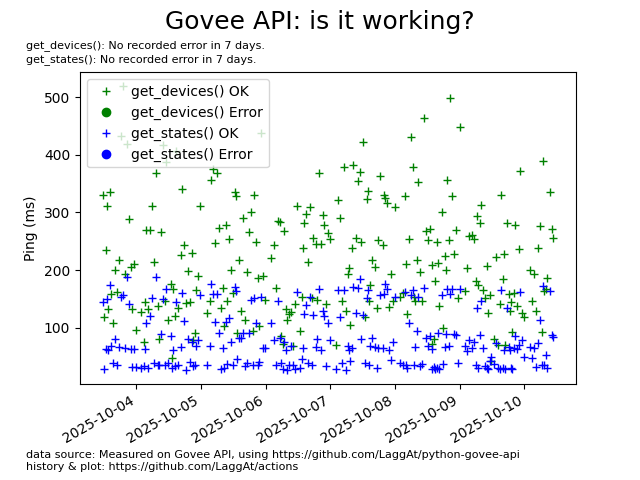 Govee API: is it working?
get_devices(): No recorded error in 7 days.
get_states(): No recorded error in 7 days.
get_devices() OK
get_devices() Error
get_states() OK
get_states() Error
Ping (ms)
500
400
300
200
100
2025-10-04
2025-10-05
2025-10-06
2025-10-07
2025-10-08
2025-10-09
2025-10-10
data source: Measured on Govee API, using https://github.com/LaggAt/python-govee-api
history & plot: https://github.com/LaggAt/actions